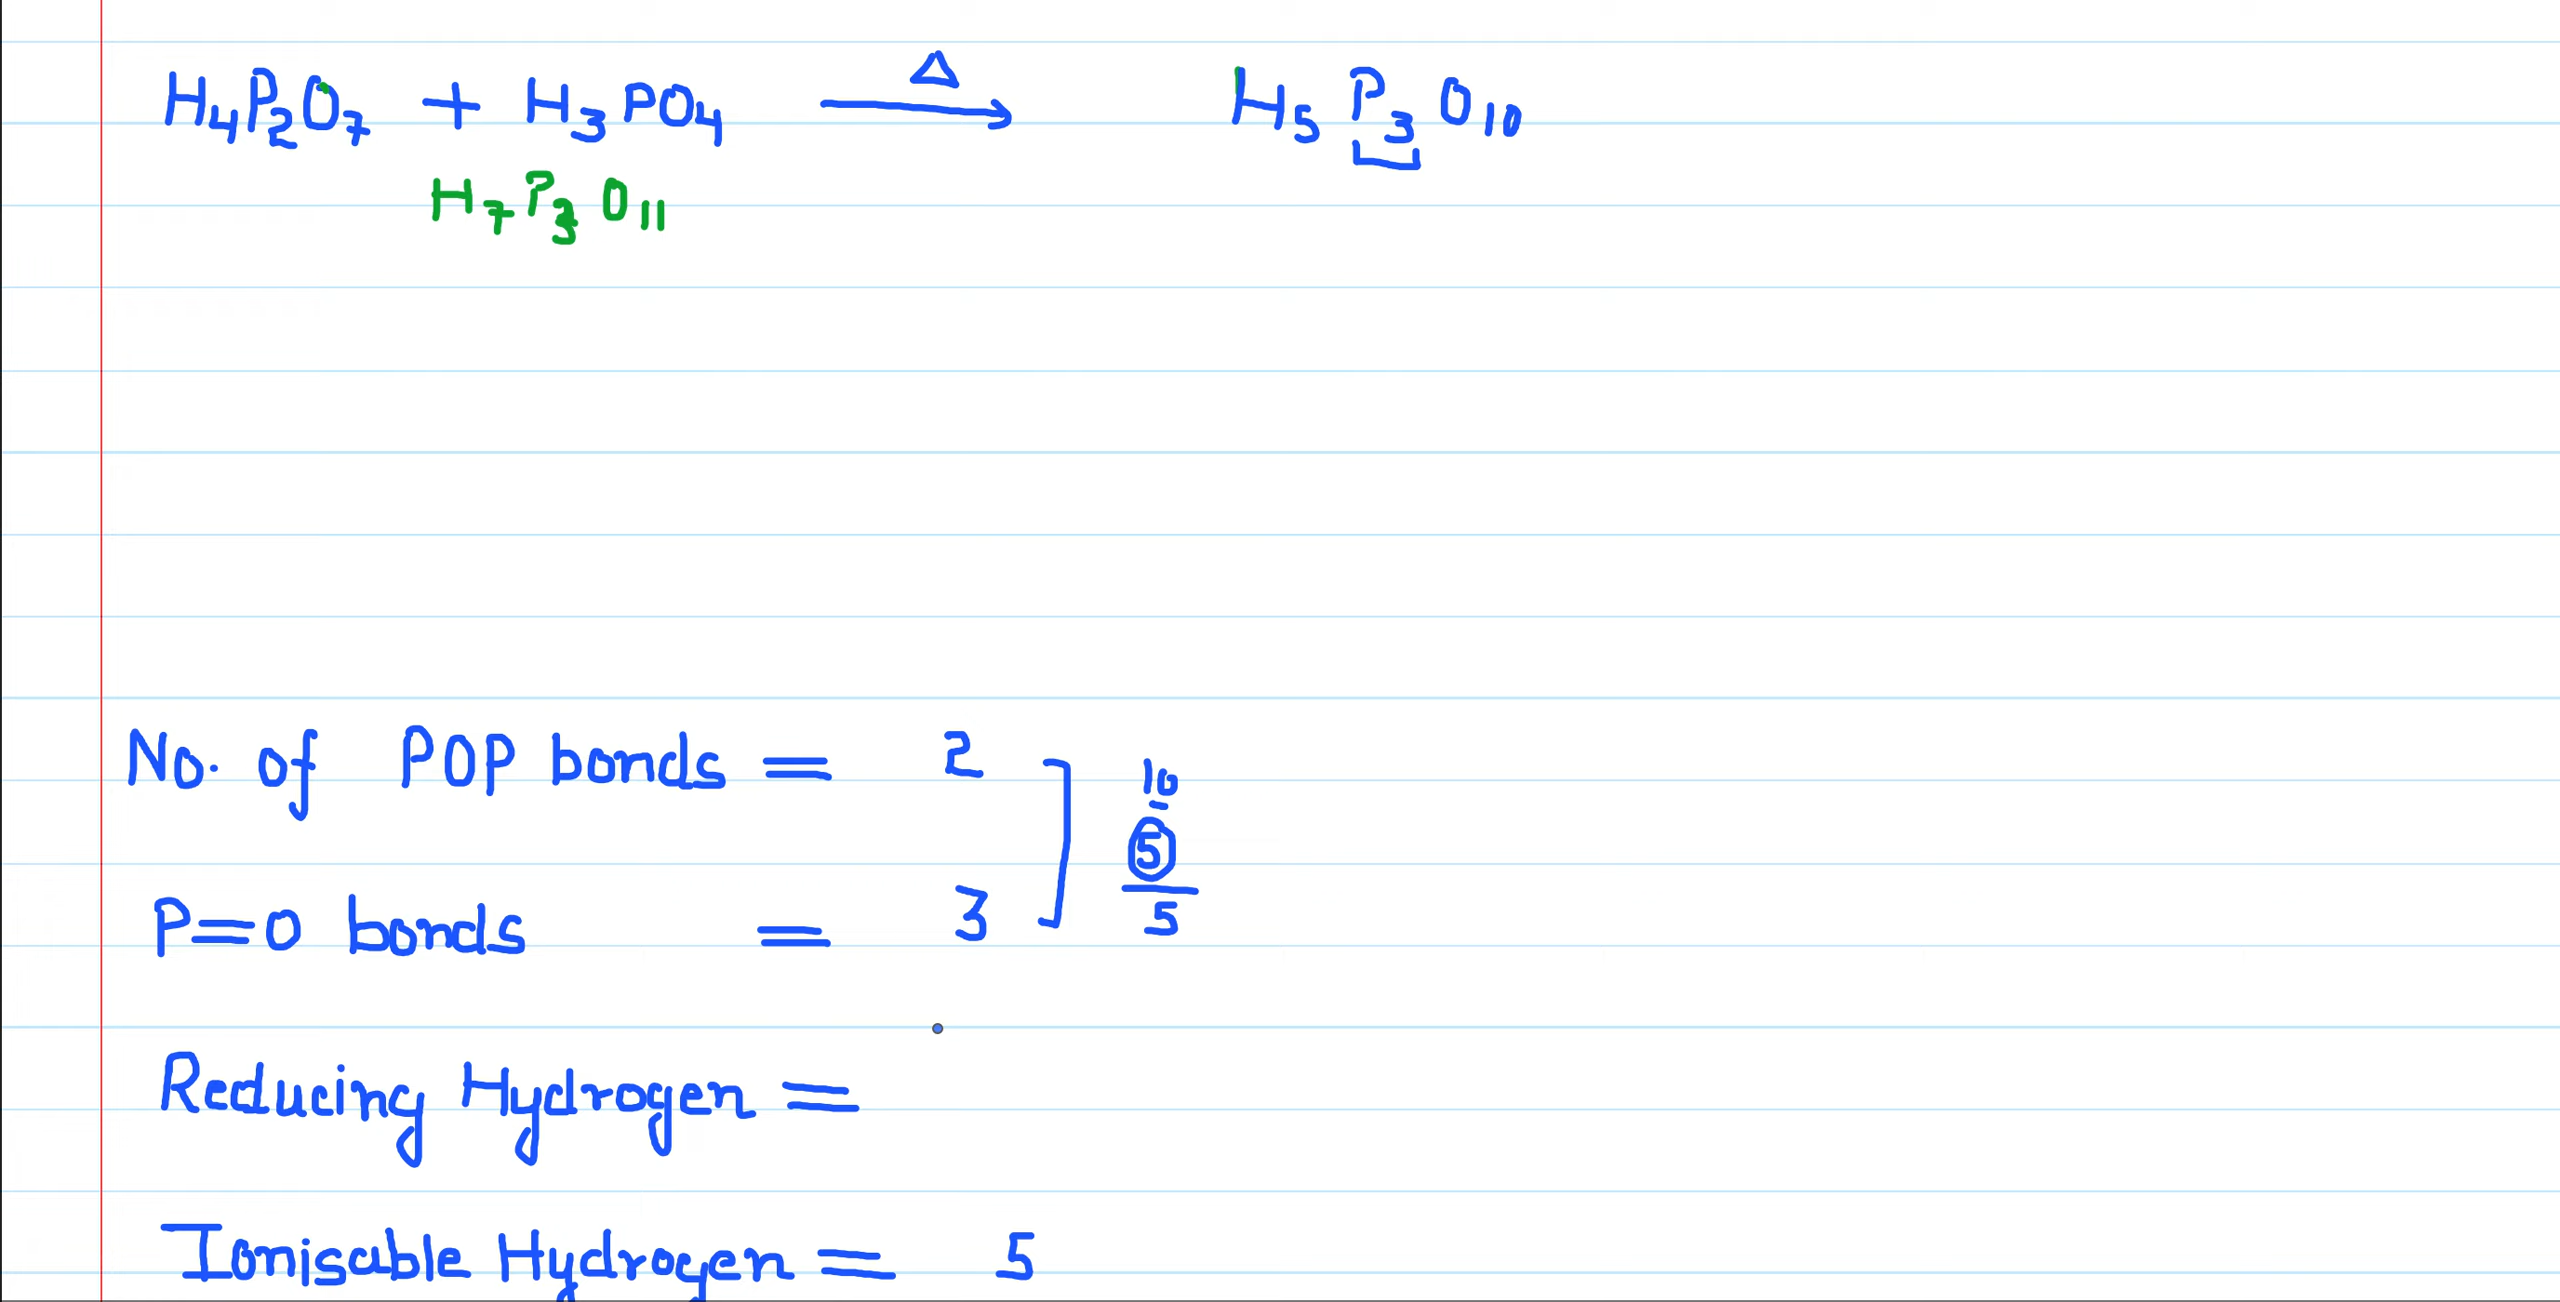 H₄P₂O₇ + H₃PO₄ ⟶ Δ H₅P₃O₁₀
H₇P₃O₁₁
No. of POP bonds = 2
10
5
P=O bonds = 3
5
Reducing Hydrogen =
Ionisable Hydrogen = 5